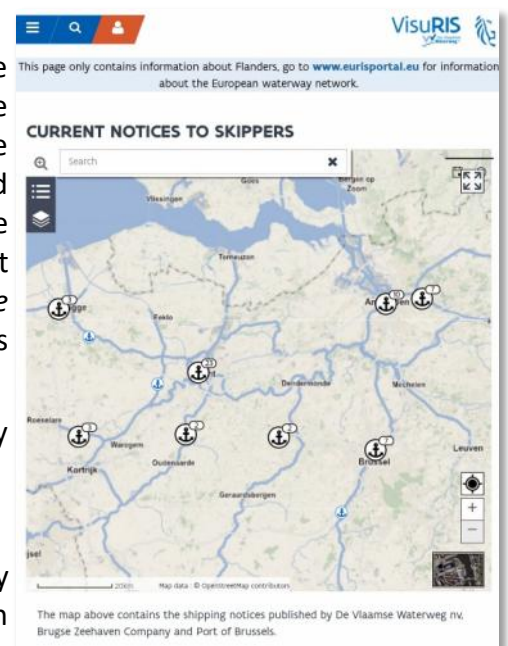 VisuRIS
This page only contains information about Flanders, go to www.eurisportal.eu for information
about the European waterway network.
CURRENT NOTICES TO SKIPPERS
Search
Goes
Bergen op
Zoom
Vlissingen
Terneuzen
Eeklo
Dendermonde
Mechelen
Roeselare
Waregem
Kortrijk
Oudenaarde
Brussel
Leuven
Geraardsbergen
20km
Map data : © OpenStreetMap contributors
The map above contains the shipping notices published by De Vlaamse Waterweg nv,
Brugse Zeehaven Company and Port of Brussels.